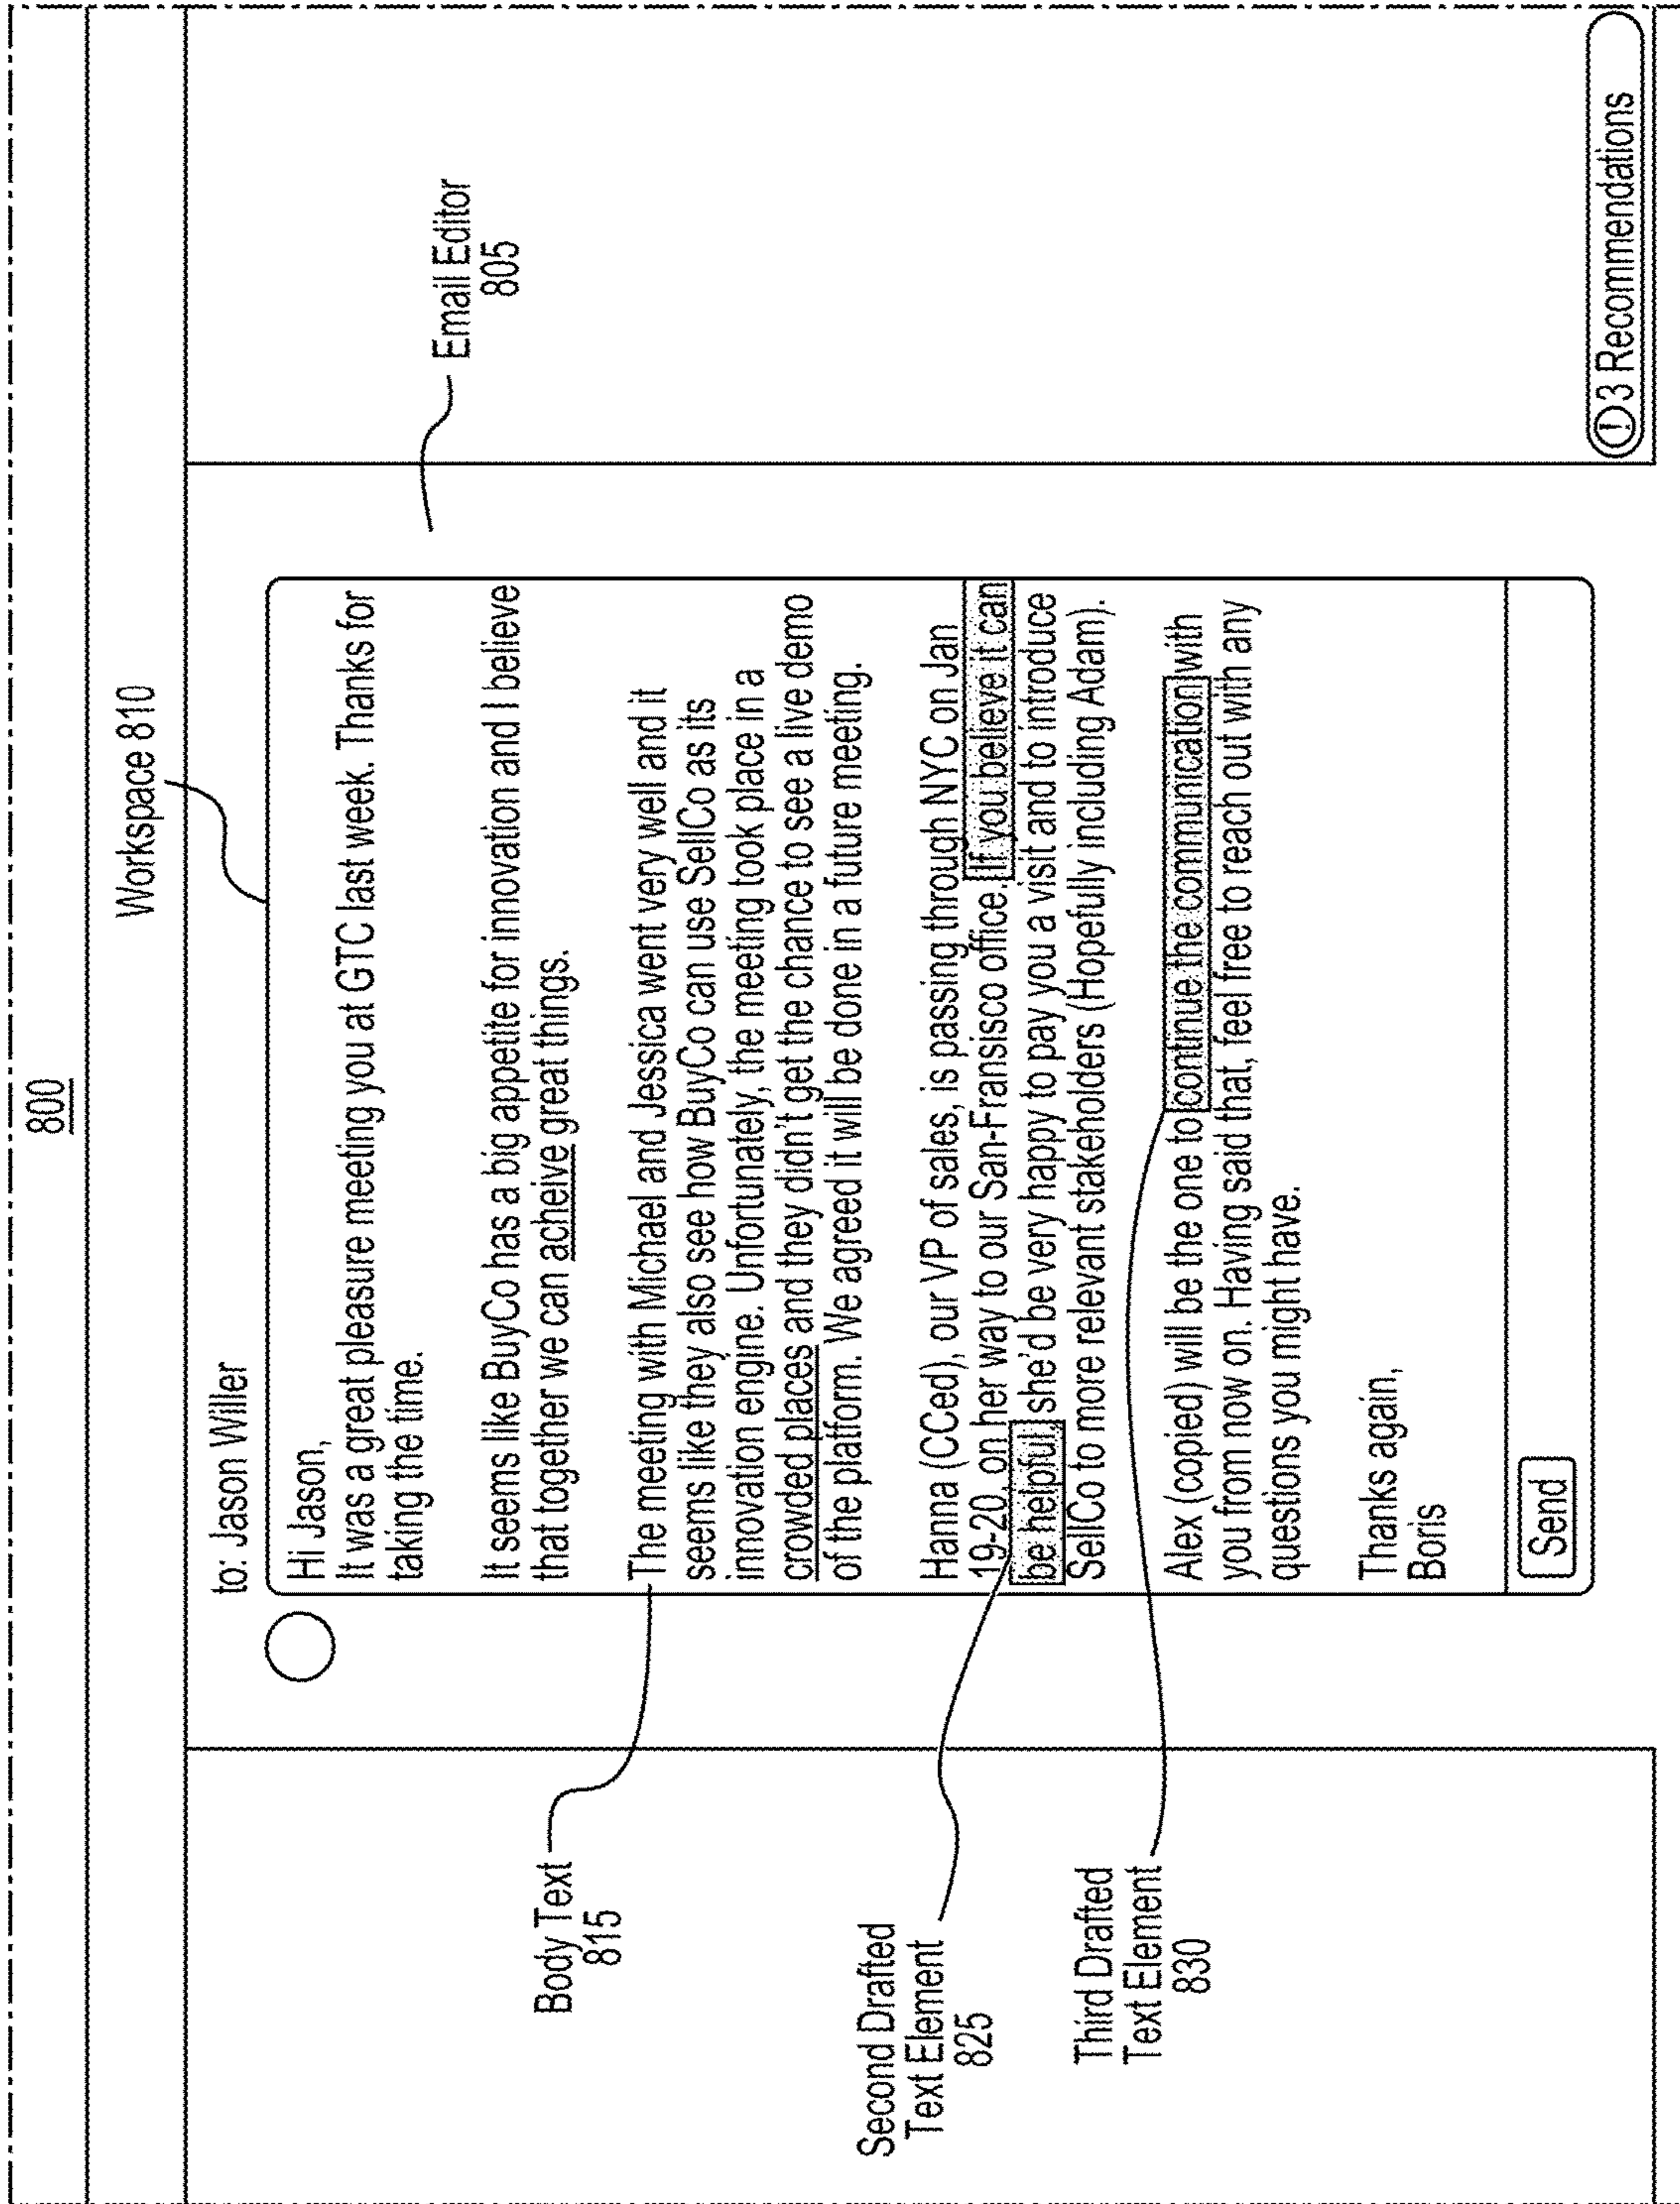 800
Workspace 810
to: Jason Willer
Hi Jason,
It was a great pleasure meeting you at GTC last week. Thanks for
taking the time.
It seems like BuyCo has a big appetite for innovation and I believe
that together we can acheive great things.
The meeting with Michael and Jessica went very well and it
seems like they also see how BuyCo can use SellCo as its
innovation engine. Unfortunately, the meeting took place in a
crowded places and they didn't get the chance to see a live demo
of the platform. We agreed it will be done in a future meeting.
Hanna (CCed), our VP of sales, is passing through NYC on Jan
19-20, on her way to our San-Fransisco office. If you believe it can
be helpful, she'd be very happy to pay you a visit and to introduce
SellCo to more relevant stakeholders (Hopefully including Adam).
Alex (copied) will be the one to continue the communication with
you from now on. Having said that, feel free to reach out with any
questions you might have.
Thanks again,
Boris
Send
Email Editor
805
Body Text
815
Second Drafted
Text Element
825
Third Drafted
Text Element
830
! 3 Recommendations